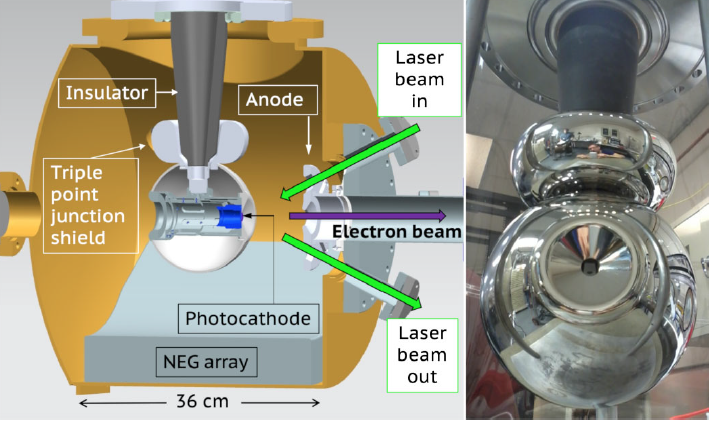 Laser
beam
in
Insulator
Anode
Triple
point
junction
shield
Electron beam
Photocathode
Laser
beam
out
NEG array
36 cm